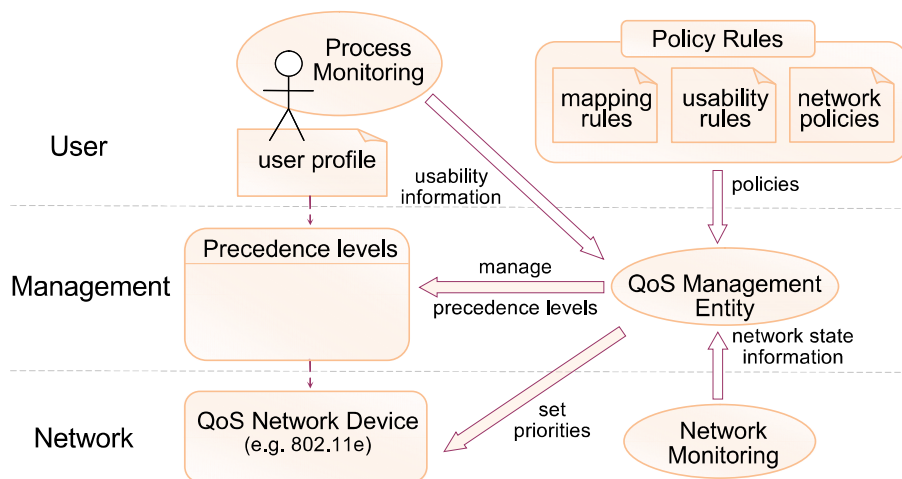 Process
Monitoring
Policy Rules
mapping
rules
usability
rules
network
policies
User
user profile
usability
information
policies
Management
Precedence levels
manage
precedence levels
QoS Management
Entity
network state
information
Network
QoS Network Device
(e.g. 802.11e)
set
priorities
Network
Monitoring